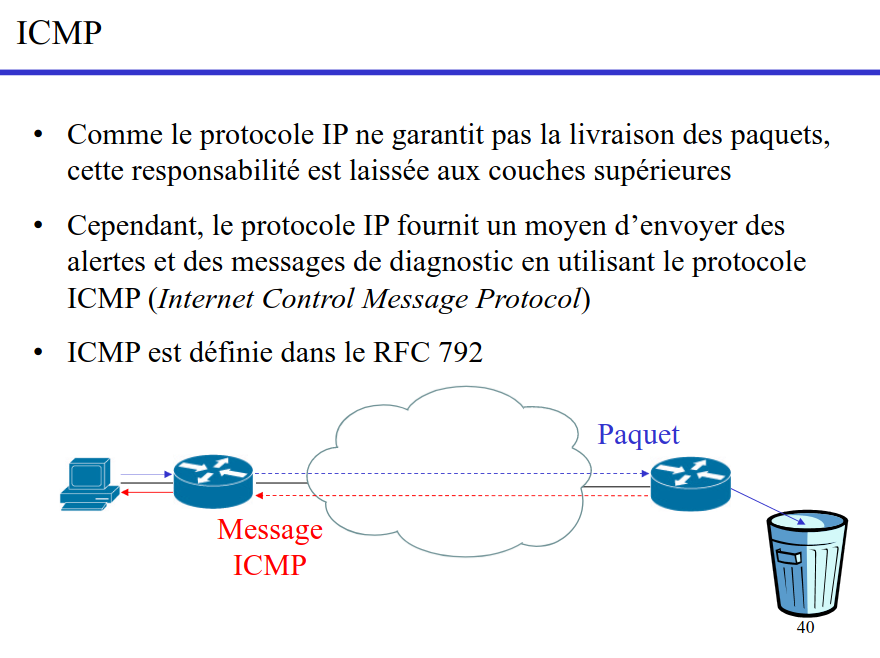 ICMP
• Comme le protocole IP ne garantit pas la livraison des paquets,
cette responsabilité est laissée aux couches supérieures
• Cependant, le protocole IP fournit un moyen d’envoyer des
alertes et des messages de diagnostic en utilisant le protocole
ICMP (Internet Control Message Protocol)
• ICMP est définie dans le RFC 792
Paquet
Message
ICMP
40